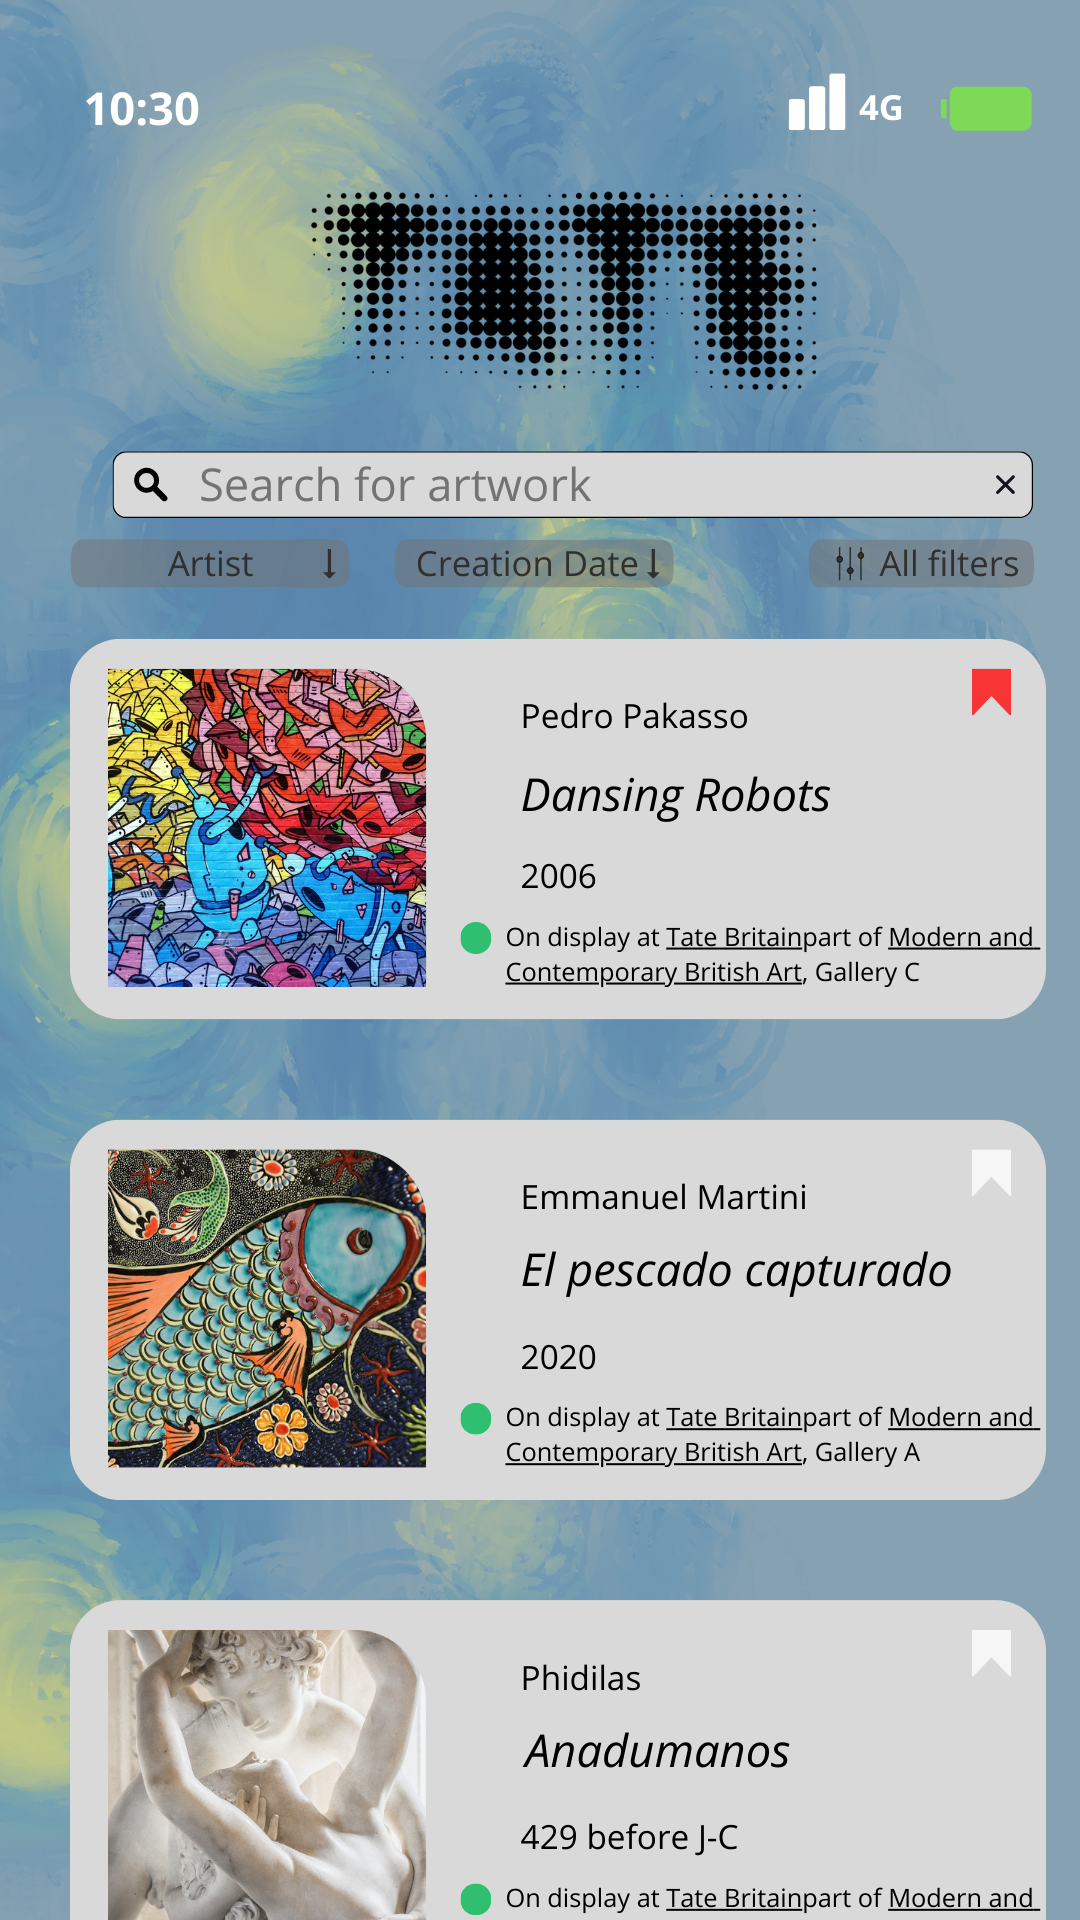 10:30
4G
TATE
Search for artwork
Artist ↓
Creation Date ↓
All filters
Pedro Pakasso
Dansing Robots
2006
On display at Tate Britainpart of Modern and
Contemporary British Art, Gallery C
Emmanuel Martini
El pescado capturado
2020
On display at Tate Britainpart of Modern and
Contemporary British Art, Gallery A
Phidilas
Anadumanos
429 before J-C
On display at Tate Britainpart of Modern and